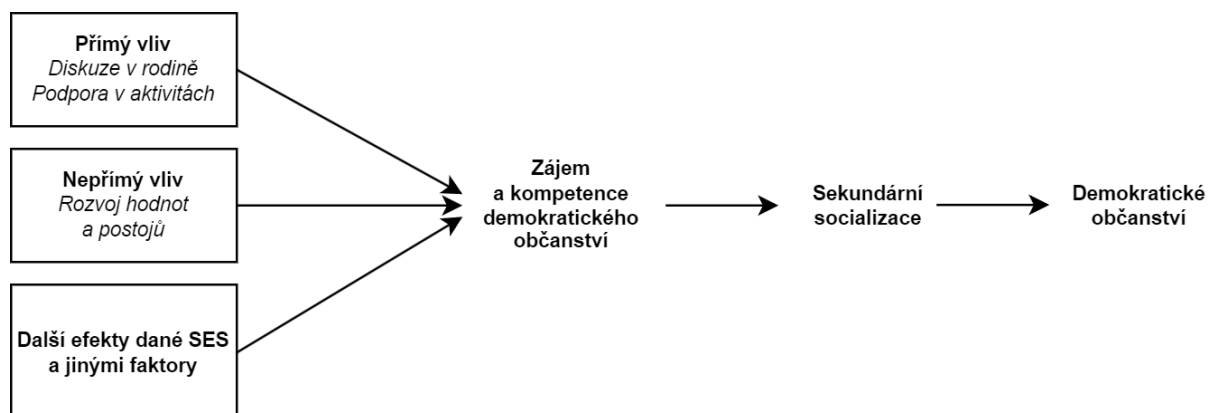 Přímý vliv
Diskuze v rodině
Podpora v aktivitách
Nepřímý vliv
Rozvoj hodnot
a postojů
Další efekty dané SES
a jinými faktory
Zájem
a kompetence
demokratického
občanství
Sekundární
socializace
Demokratické
občanství